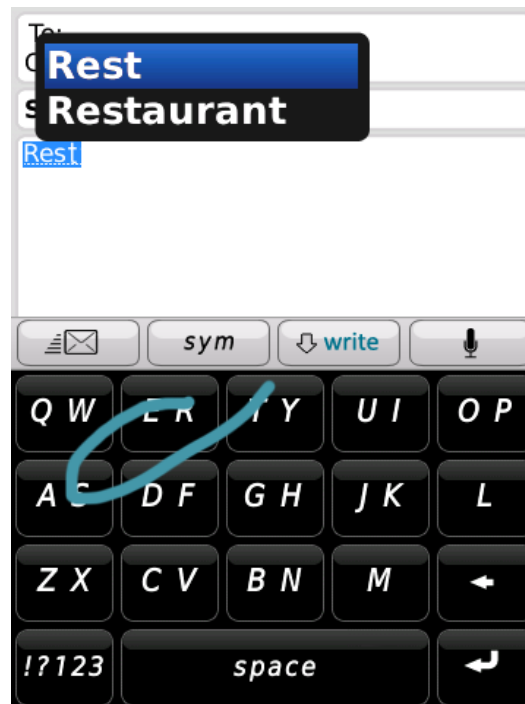 To:
Rest
Restaurant
Rest
sym
write
Q W
E R
T Y
U I
O P
A S
D F
G H
J K
L
Z X
C V
B N
M
!?123
space